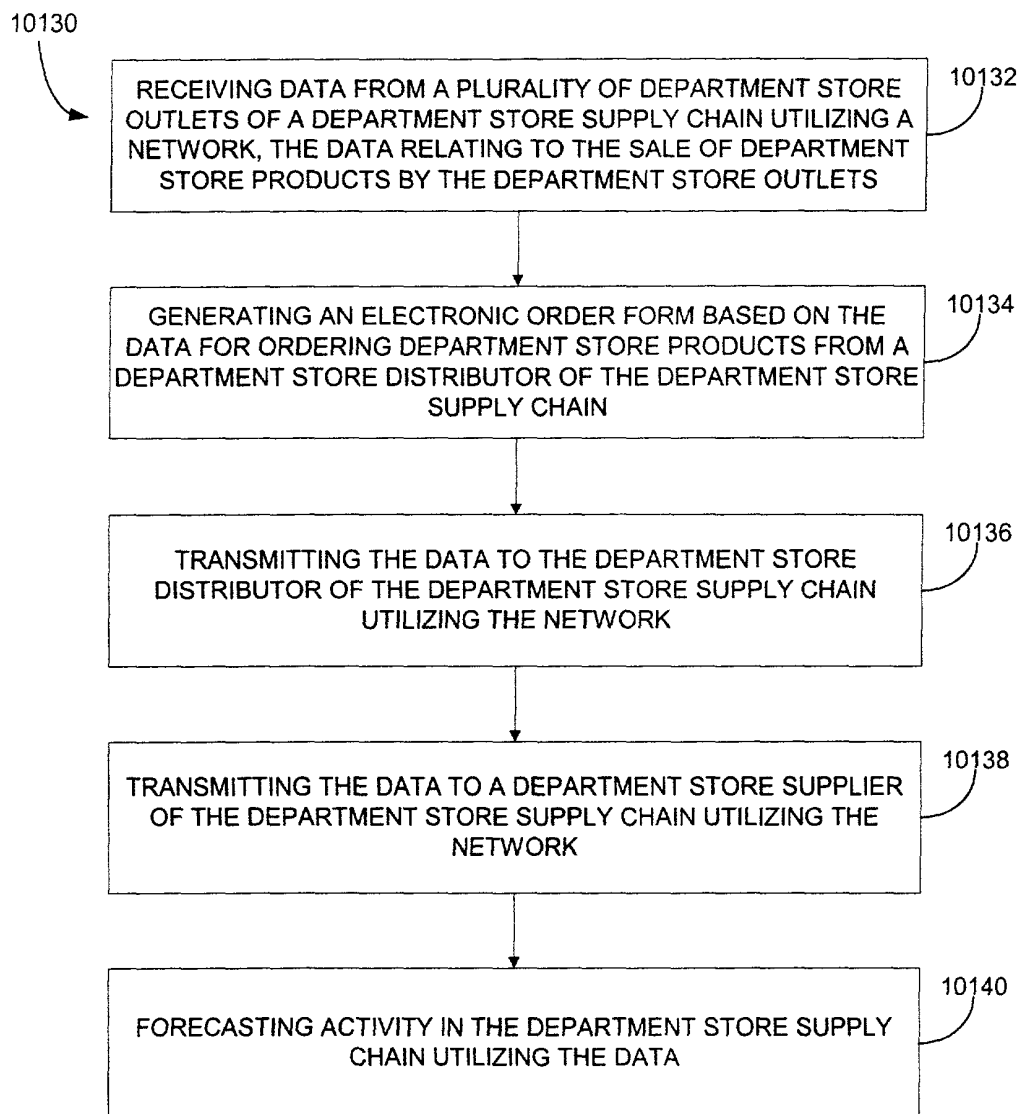 10130
RECEIVING DATA FROM A PLURALITY OF DEPARTMENT STORE
OUTLETS OF A DEPARTMENT STORE SUPPLY CHAIN UTILIZING A
NETWORK, THE DATA RELATING TO THE SALE OF DEPARTMENT
STORE PRODUCTS BY THE DEPARTMENT STORE OUTLETS
10132
GENERATING AN ELECTRONIC ORDER FORM BASED ON THE
DATA FOR ORDERING DEPARTMENT STORE PRODUCTS FROM A
DEPARTMENT STORE DISTRIBUTOR OF THE DEPARTMENT STORE
SUPPLY CHAIN
10134
TRANSMITTING THE DATA TO THE DEPARTMENT STORE
DISTRIBUTOR OF THE DEPARTMENT STORE SUPPLY CHAIN
UTILIZING THE NETWORK
10136
TRANSMITTING THE DATA TO A DEPARTMENT STORE SUPPLIER
OF THE DEPARTMENT STORE SUPPLY CHAIN UTILIZING THE
NETWORK
10138
FORECASTING ACTIVITY IN THE DEPARTMENT STORE SUPPLY
CHAIN UTILIZING THE DATA
10140